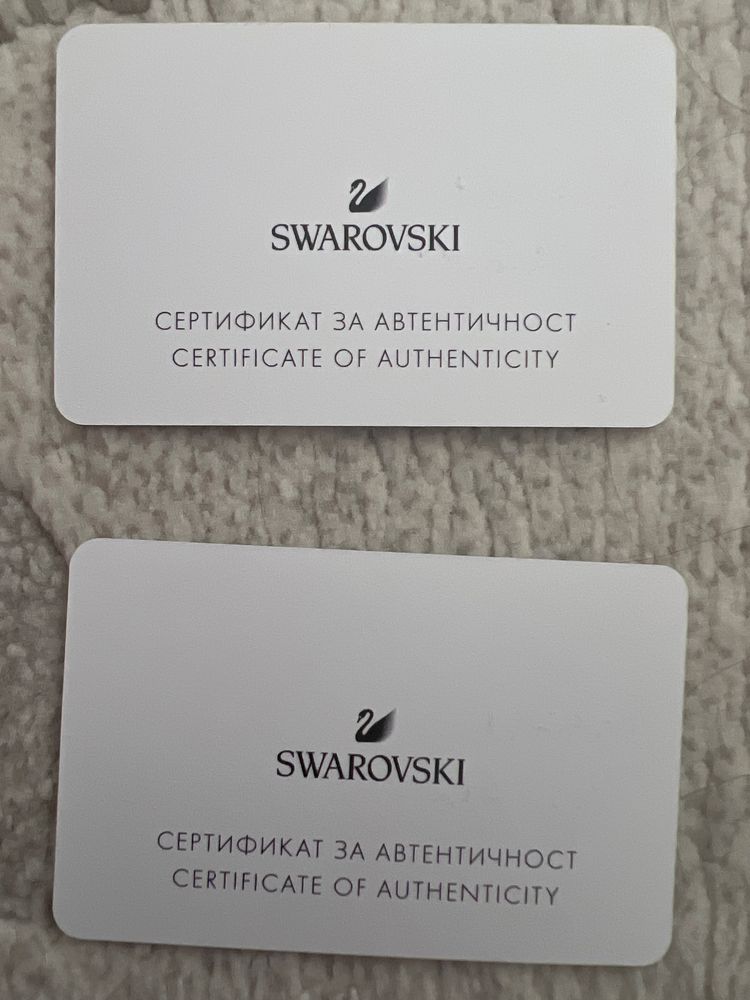 SWAROVSKI
СЕРТИФИКАТ ЗА АВТЕНТИЧНОСТ
CERTIFICATE OF AUTHENTICITY
SWAROVSKI
СЕРТИФИКАТ ЗА АВТЕНТИЧНОСТ
CERTIFICATE OF AUTHENTICITY